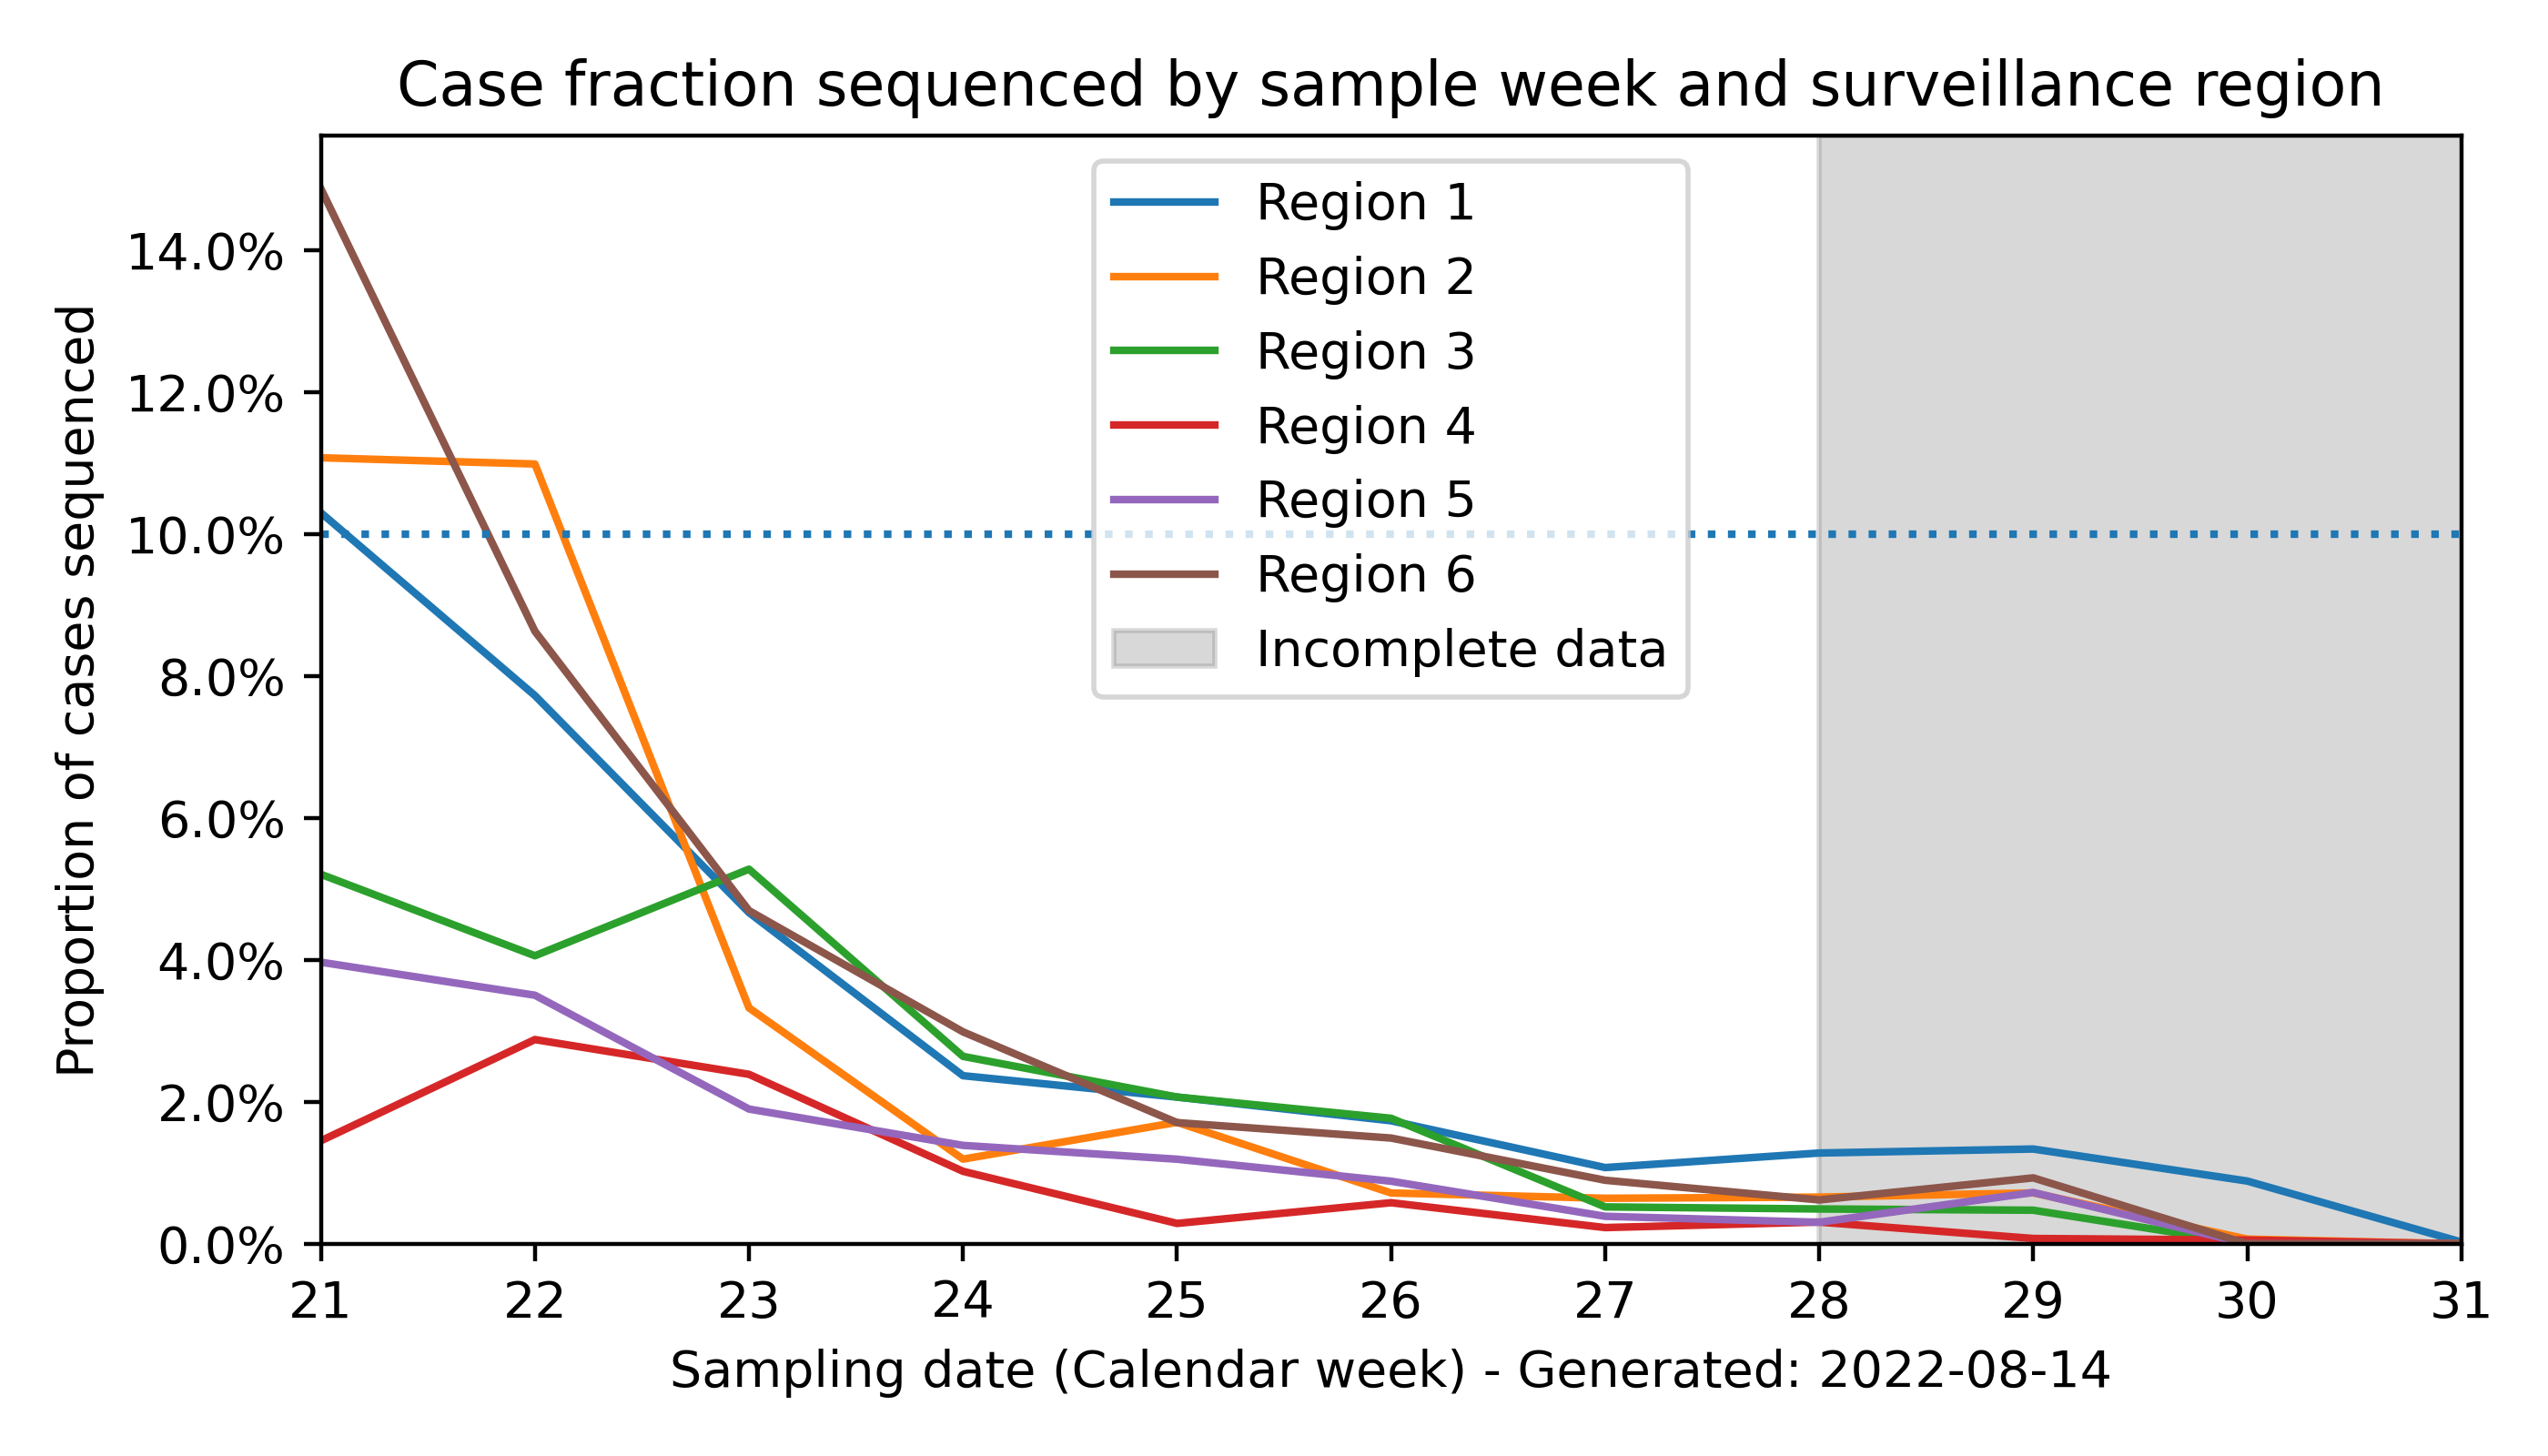 Case fraction sequenced by sample week and surveillance region
Proportion of cases sequenced
14.0%
12.0%
10.0%
8.0%
6.0%
4.0%
2.0%
0.0%
Region 1
Region 2
Region 3
Region 4
Region 5
Region 6
Incomplete data
21 22 23 24 25 26 27 28 29 30 31
Sampling date (Calendar week) - Generated: 2022-08-14